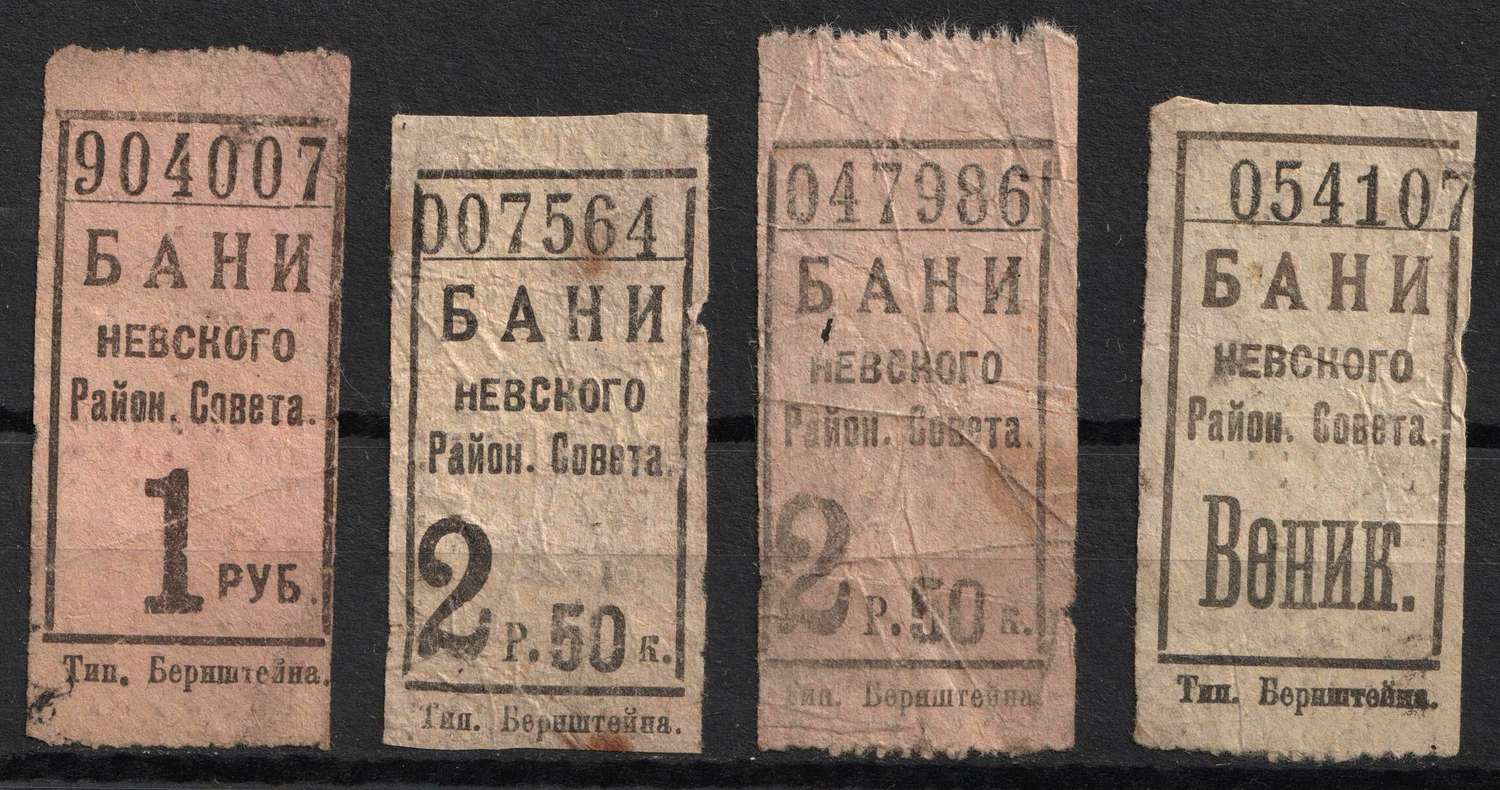 904007
БАНИ
НЕВСКОГО
Район. Совета.
1 РУБ.
Тип. Бернштейна.
007564
БАНИ
НЕВСКОГО
Район. Совета.
2 Р. 50 к.
Тип. Бернштейна.
047986
БАНИ
НЕВСКОГО
Район. Совета.
2 Р. 50 к.
Тип. Бернштейна.
054107
БАНИ
НЕВСКОГО
Район. Совета.
Веник.
Тип. Бернштейна.